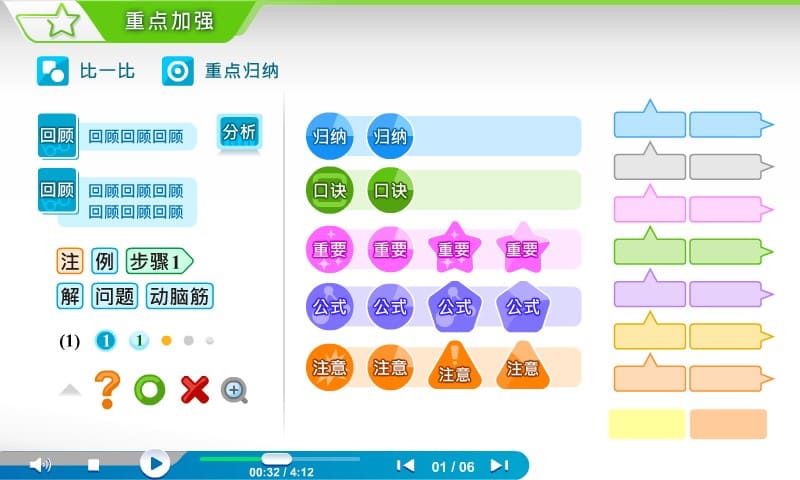 重点加强
比一比
重点归纳
回顾 回顾回顾回顾
分析
回顾 回顾回顾回顾
回顾回顾回顾
注 例 步骤1
解 问题 动脑筋
(1) 1 1
归纳 归纳
口诀 口诀
重要 重要 重要 重要
公式 公式 公式 公式
注意 注意 注意 注意
00:32 / 4:12
01 / 06